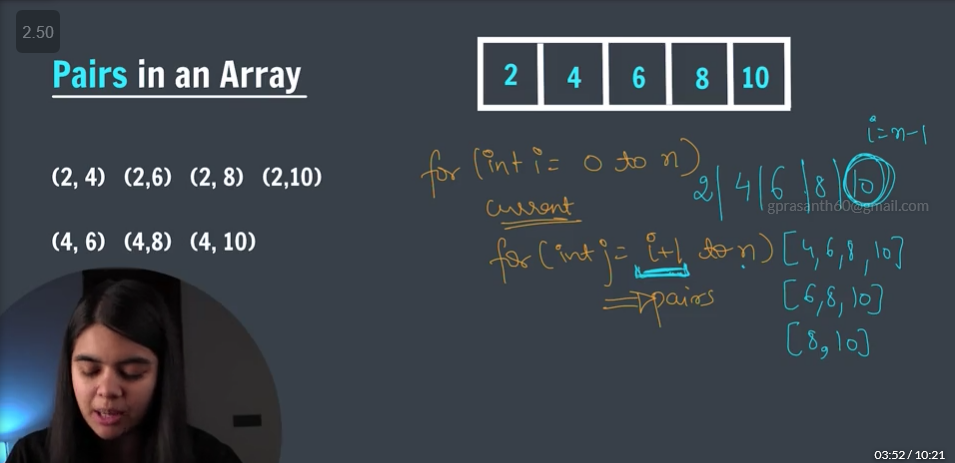 2.50
Pairs in an Array
2 4 6 8 10
i=n-1
for (int i= 0 to n)
2| 4|6 |8| 10
(2, 4) (2,6) (2, 8) (2,10)
current
gprasanth60@gmail.com
(4, 6) (4,8) (4, 10)
for (int j= i+1 to n) [4,6,8,10]
⇒pairs [6,8,10]
[8,10]
03:52 / 10:21